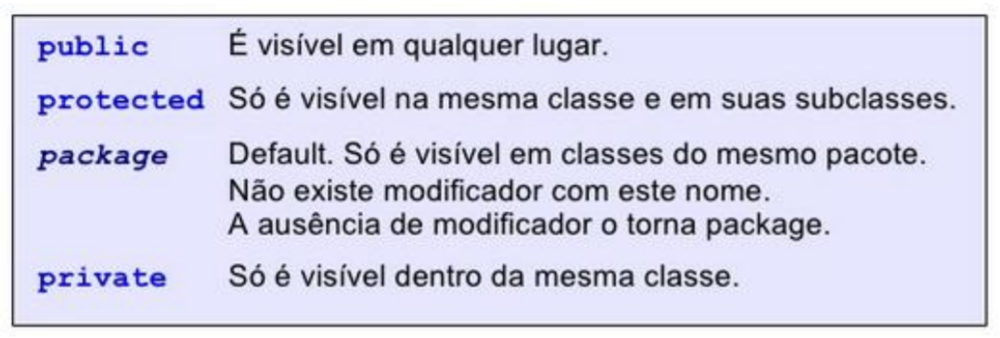 public É visível em qualquer lugar.
protected Só é visível na mesma classe e em suas subclasses.
package Default. Só é visível em classes do mesmo pacote.
Não existe modificador com este nome.
A ausência de modificador o torna package.
private Só é visível dentro da mesma classe.